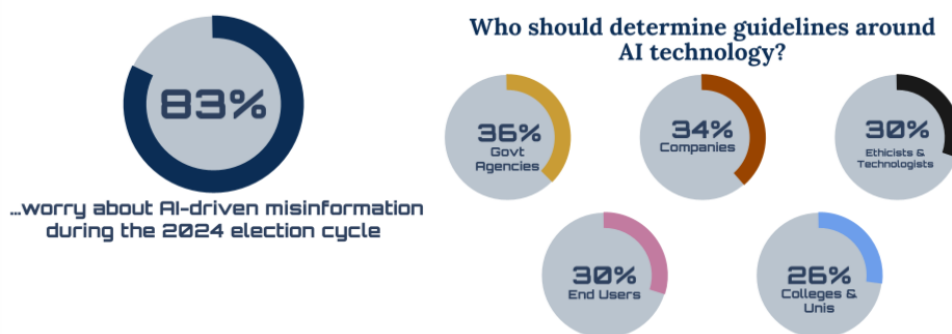 83%
...worry about AI-driven misinformation
during the 2024 election cycle
Who should determine guidelines around
AI technology?
36%
Govt
Agencies
34%
Companies
30%
Ethicists &
Technologists
30%
End Users
26%
Colleges &
Unis